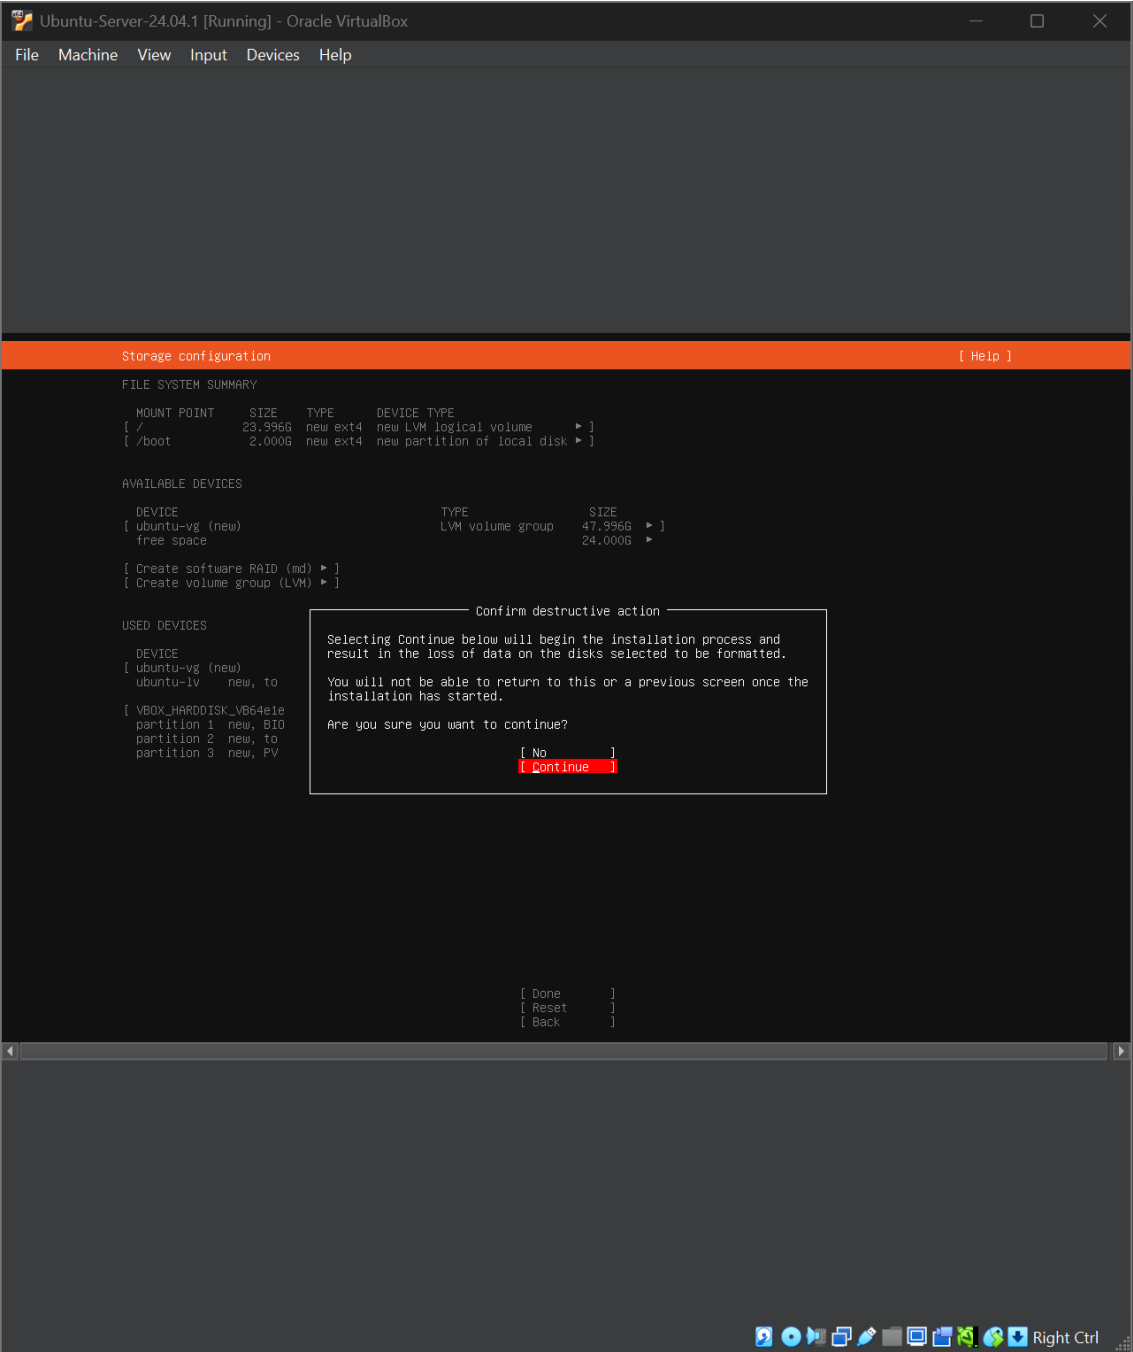 Ubuntu-Server-24.04.1 [Running] - Oracle VirtualBox
File Machine View Input Devices Help
Storage configuration [ Help ]
FILE SYSTEM SUMMARY
MOUNT POINT SIZE TYPE DEVICE TYPE
[ / 23.996G new ext4 new LVM logical volume ▸ ]
[ /boot 2.000G new ext4 new partition of local disk ▸ ]
AVAILABLE DEVICES
DEVICE TYPE SIZE
[ ubuntu-vg (new) LVM volume group 47.996G ▸ ]
free space 24.000G ▸
[ Create software RAID (md) ▸ ]
[ Create volume group (LVM) ▸ ]
USED DEVICES
DEVICE
[ ubuntu-vg (new)
ubuntu-lv new, to
[ VBOX_HARDDISK_VB64e1e
partition 1 new, BIO
partition 2 new, to
partition 3 new, PV
Confirm destructive action
Selecting Continue below will begin the installation process and
result in the loss of data on the disks selected to be formatted.
You will not be able to return to this or a previous screen once the
installation has started.
Are you sure you want to continue?
[ No ]
[ Continue ]
[ Done ]
[ Reset ]
[ Back ]
Right Ctrl